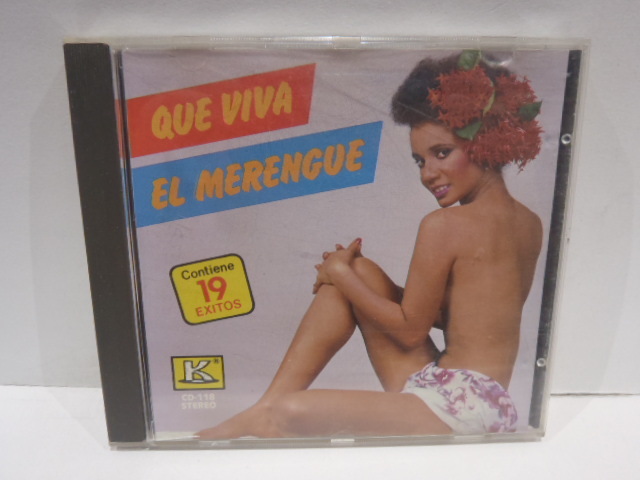 QUE VIVA
EL MERENGUE
Contiene
19
EXITOS
K®
CD-118
STEREO